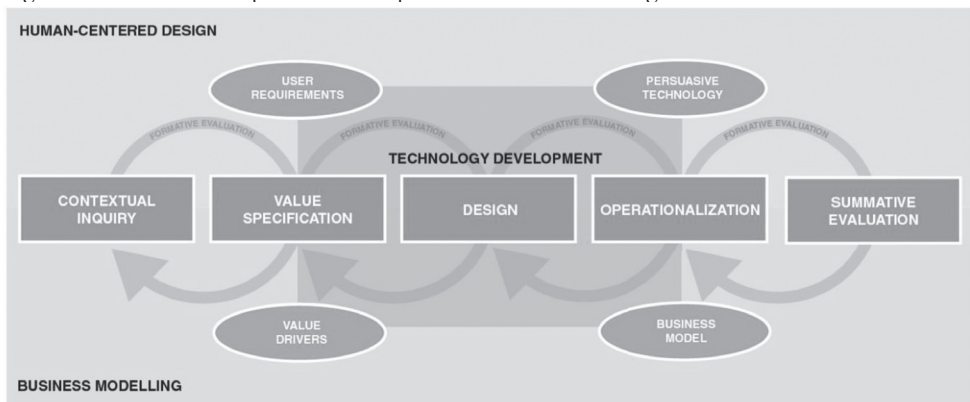 HUMAN-CENTERED DESIGN
USER
REQUIREMENTS
PERSUASIVE
TECHNOLOGY
FORMATIVE EVALUATION
FORMATIVE EVALUATION
FORMATIVE EVALUATION
FORMATIVE EVALUATION
TECHNOLOGY DEVELOPMENT
CONTEXTUAL
INQUIRY
VALUE
SPECIFICATION
DESIGN
OPERATIONALIZATION
SUMMATIVE
EVALUATION
VALUE
DRIVERS
BUSINESS
MODEL
BUSINESS MODELLING